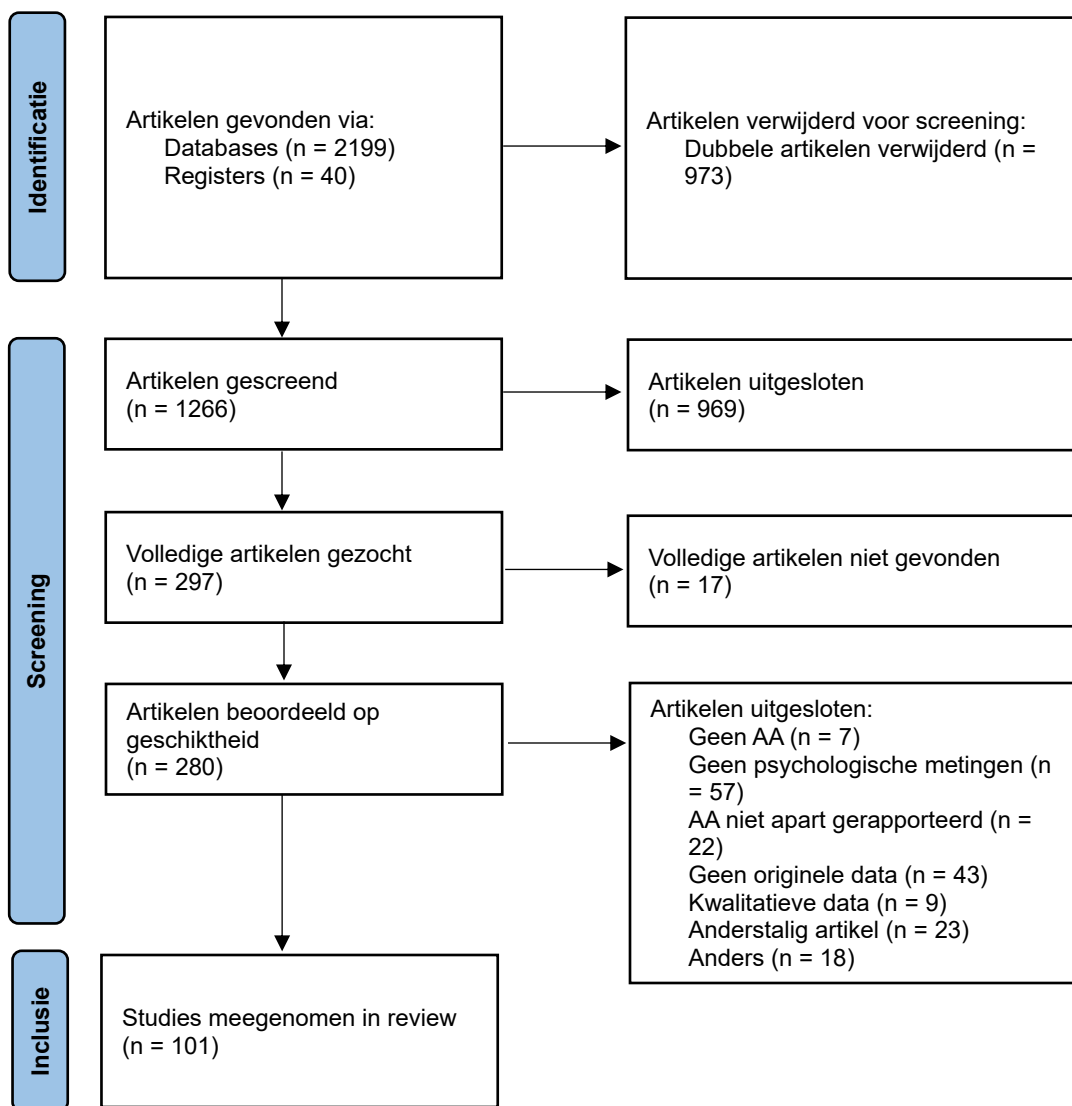 Identificatie
Artikelen gevonden via:
Databases (n = 2199)
Registers (n = 40)
Artikelen verwijderd voor screening:
Dubbele artikelen verwijderd (n =
973)
Screening
Artikelen gescreend
(n = 1266)
Artikelen uitgesloten
(n = 969)
Volledige artikelen gezocht
(n = 297)
Volledige artikelen niet gevonden
(n = 17)
Artikelen beoordeeld op
geschiktheid
(n = 280)
Artikelen uitgesloten:
Geen AA (n = 7)
Geen psychologische metingen (n
= 57)
AA niet apart gerapporteerd (n =
22)
Geen originele data (n = 43)
Kwalitatieve data (n = 9)
Anderstalig artikel (n = 23)
Anders (n = 18)
Inclusie
Studies meegenomen in review
(n = 101)